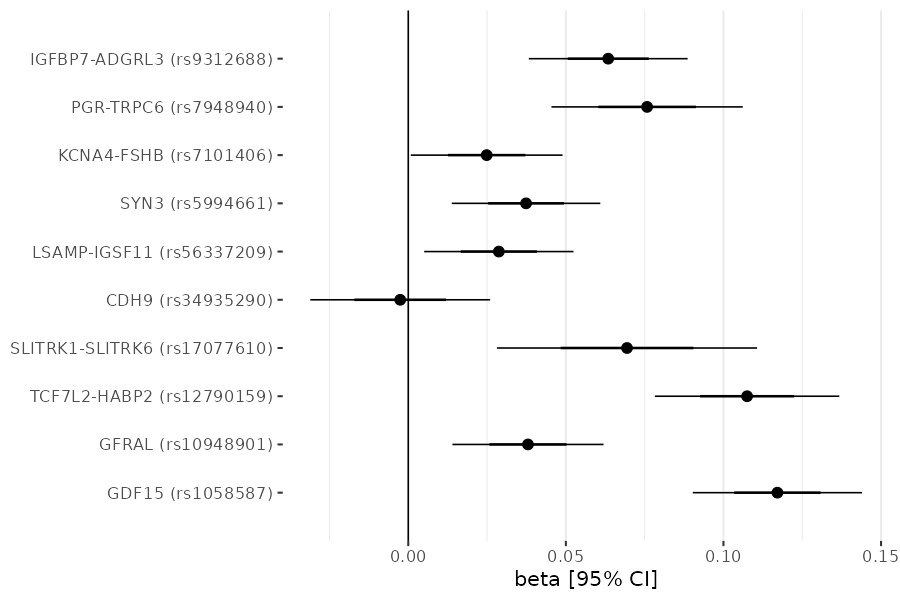 IGFBP7-ADGRL3 (rs9312688)
PGR-TRPC6 (rs7948940)
KCNA4-FSHB (rs7101406)
SYN3 (rs5994661)
LSAMP-IGSF11 (rs56337209)
CDH9 (rs34935290)
SLITRK1-SLITRK6 (rs17077610)
TCF7L2-HABP2 (rs12790159)
GFRAL (rs10948901)
GDF15 (rs1058587)
0.00 0.05 0.10 0.15
beta [95% CI]